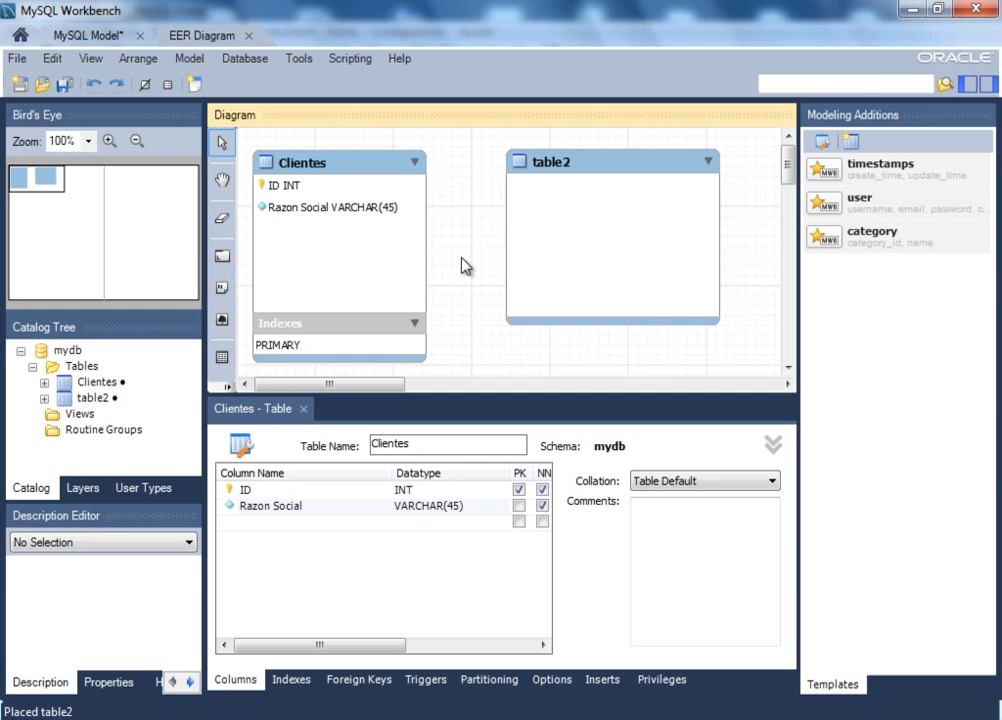 MySQL Workbench
MySQL Model*
EER Diagram
File Edit View Arrange Model Database Tools Scripting Help
ORACLE
Bird's Eye
Zoom: 100%
Diagram
Clientes
ID INT
Razon Social VARCHAR(45)
Indexes
PRIMARY
table2
Modeling Additions
timestamps
create_time, update_time
user
username, email, password, c...
category
category_id, name
Catalog Tree
mydb
Tables
Clientes
table2
Views
Routine Groups
Catalog Layers User Types
Description Editor
No Selection
Description Properties H
Clientes - Table
Table Name: Clientes Schema: mydb
Column Name Datatype PK NN
ID INT
Razon Social VARCHAR(45)
Collation: Table Default
Comments:
Columns Indexes Foreign Keys Triggers Partitioning Options Inserts Privileges
Templates
Placed table2